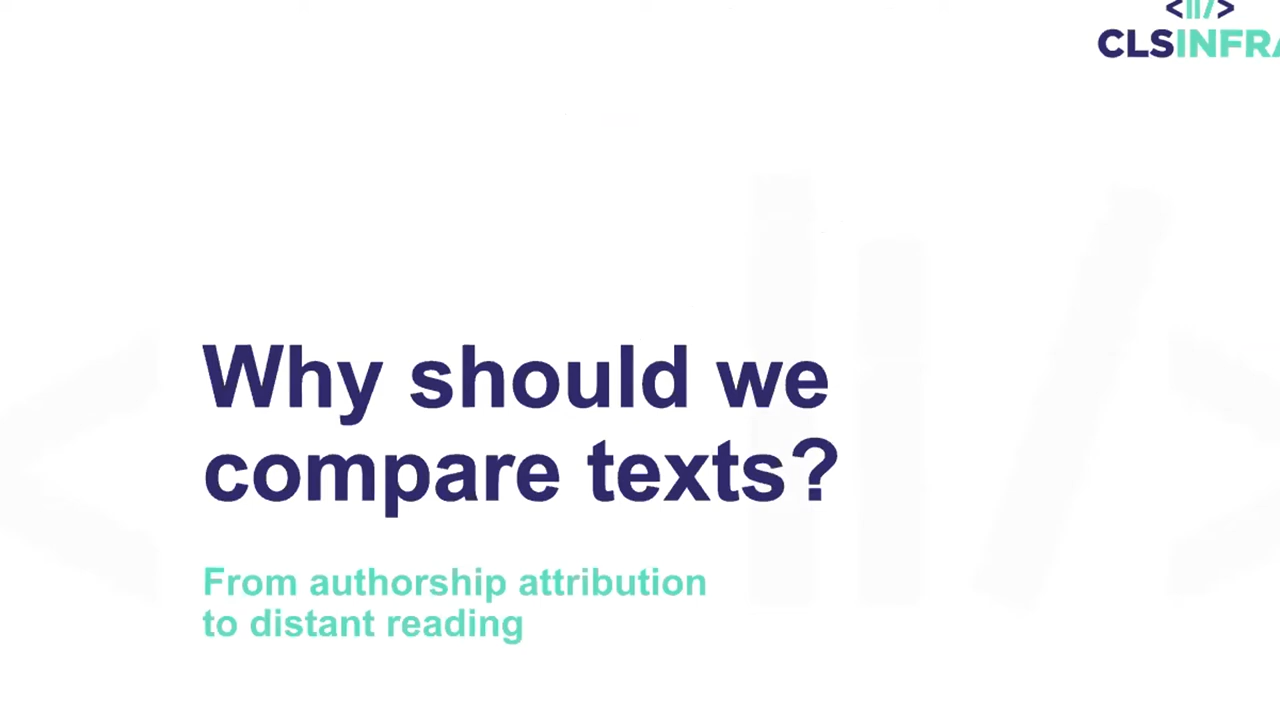 CLSINFRA
Why should we
compare texts?
From authorship attribution
to distant reading